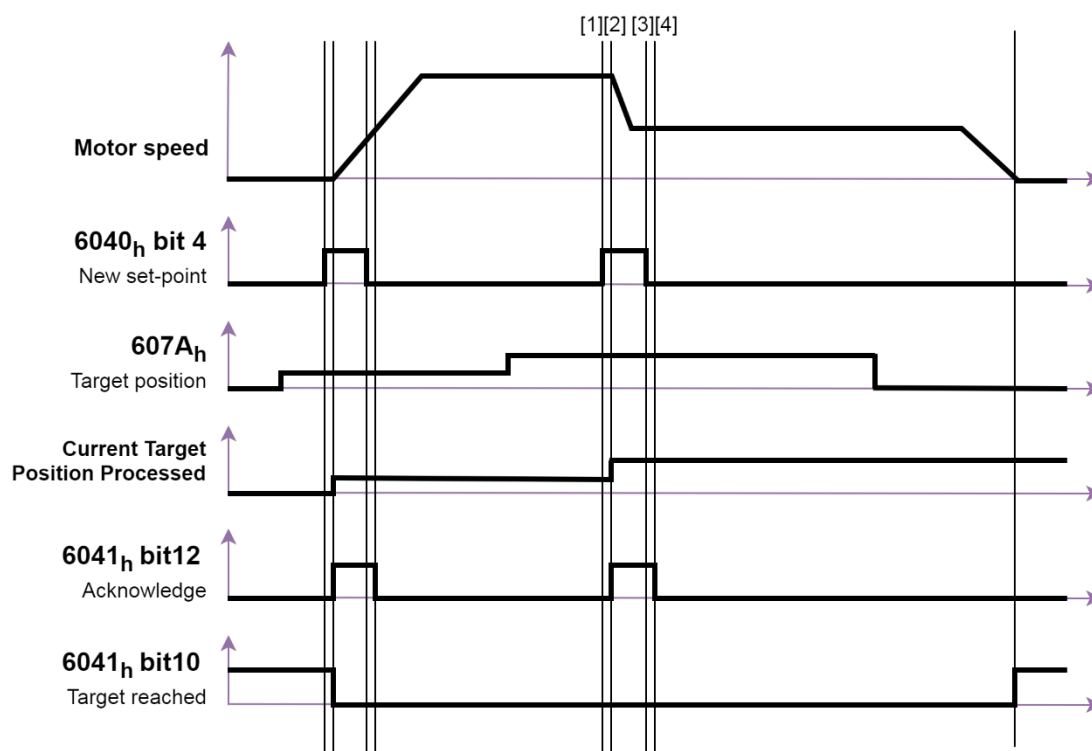 [1][2] [3][4]
Motor speed
6040h bit 4
New set-point
607Ah
Target position
Current Target
Position Processed
6041h bit12
Acknowledge
6041h bit10
Target reached